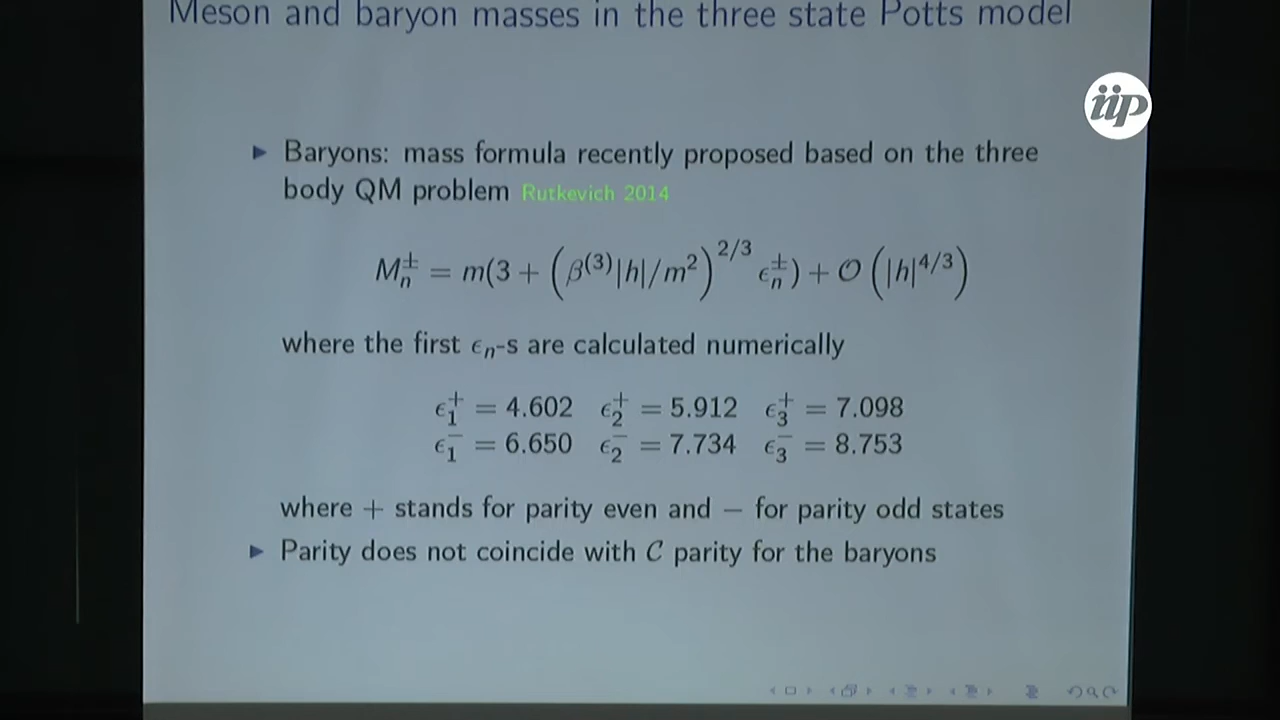 Meson and baryon masses in the three state Potts model
iip
▶ Baryons: mass formula recently proposed based on the three
body QM problem Rutkevich 2014
M_n^± = m(3 + (β^(3)|h|/m²)^{2/3} ϵ_n^±) + O(|h|^{4/3})
where the first ϵ_n-s are calculated numerically
ϵ_1^+ = 4.602 ϵ_2^+ = 5.912 ϵ_3^+ = 7.098
ϵ_1^- = 6.650 ϵ_2^- = 7.734 ϵ_3^- = 8.753
where + stands for parity even and − for parity odd states
▶ Parity does not coincide with C parity for the baryons